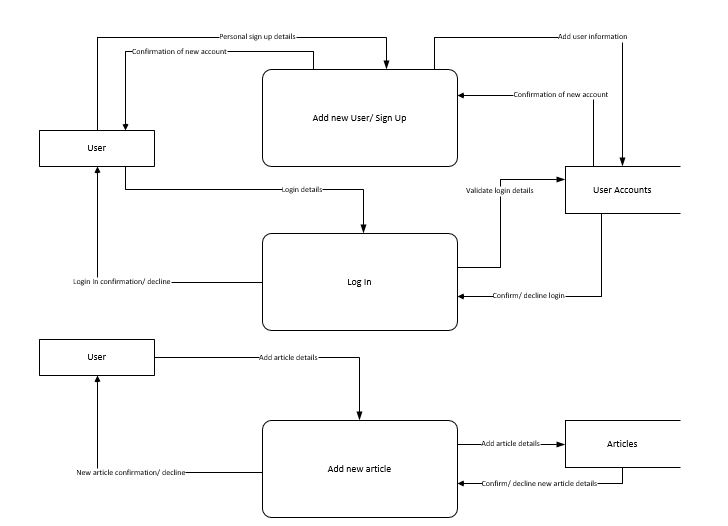 Personal sign up details
Add user information
Confirmation of new account
Confirmation of new account
Add new User/ Sign Up
User
Login details
Validate login details
User Accounts
Login In confirmation/ decline
Log In
Confirm/ decline login
User
Add article details
Add article details
Articles
New article confirmation/ decline
Add new article
Confirm/ decline new article details